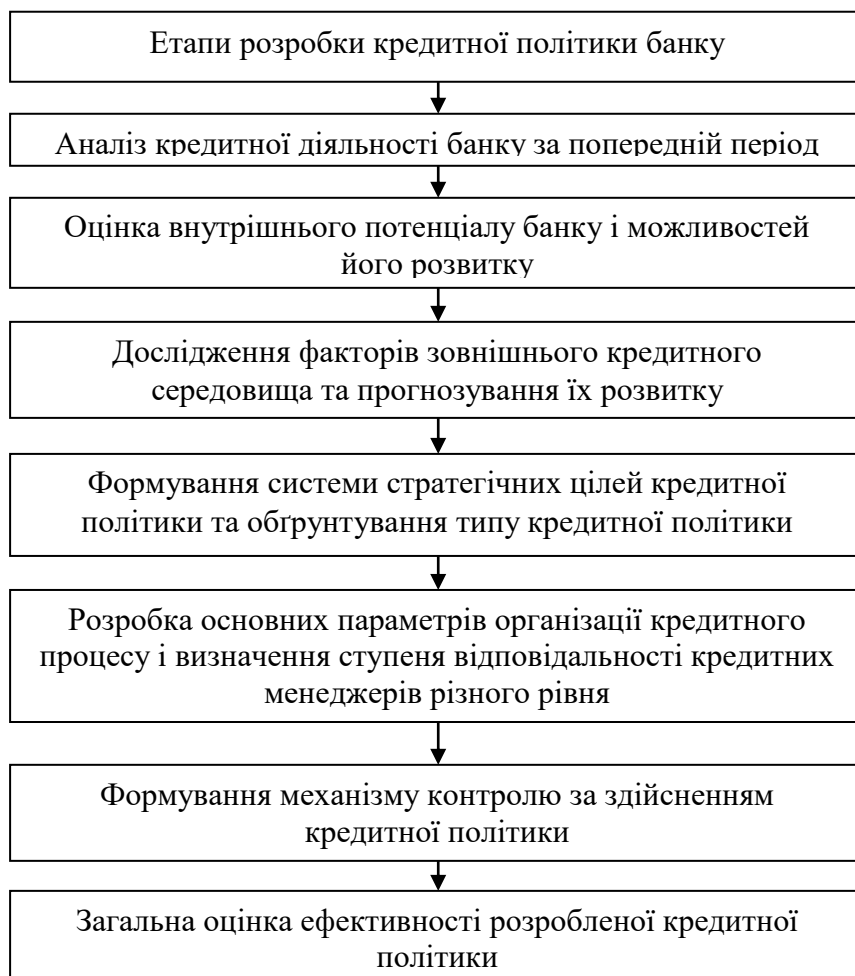 Етапи розробки кредитної політики банку
Аналіз кредитної діяльності банку за попередній період
Оцінка внутрішнього потенціалу банку і можливостей
його розвитку
Дослідження факторів зовнішнього кредитного
середовища та прогнозування їх розвитку
Формування системи стратегічних цілей кредитної
політики та обґрунтування типу кредитної політики
Розробка основних параметрів організації кредитного
процесу і визначення ступеня відповідальності кредитних
менеджерів різного рівня
Формування механізму контролю за здійсненням
кредитної політики
Загальна оцінка ефективності розробленої кредитної
політики